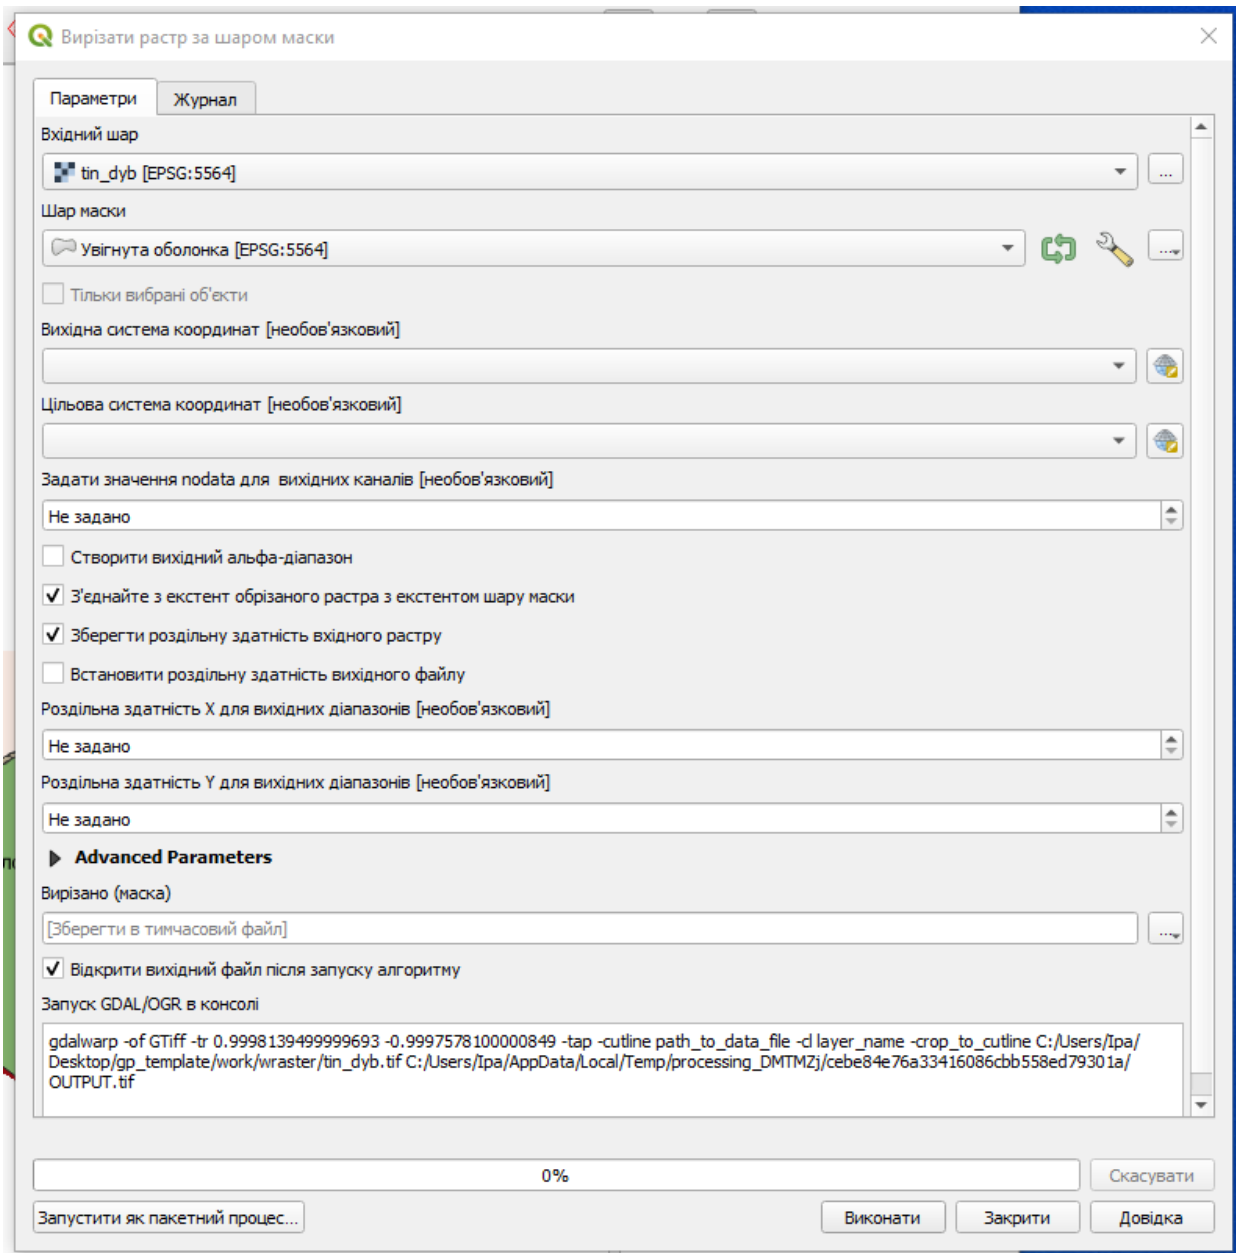 Вирізати растр за шаром маски
Параметри
Журнал
Вхідний шар
tin_dyb [EPSG:5564]
...
Шар маски
Увігнута оболонка [EPSG:5564]
...
Тільки вибрані об'єкти
Вихідна система координат [необов'язковий]
Цільова система координат [необов'язковий]
Задати значення nodata для  вихідних каналів [необов'язковий]
Не задано
Створити вихідний альфа-діапазон
З'єднайте з екстент обрізаного растра з екстентом шару маски
Зберегти роздільну здатність вхідного растру
Встановити роздільну здатність вихідного файлу
Роздільна здатність X для вихідних діапазонів [необов'язковий]
Не задано
Роздільна здатність Y для вихідних діапазонів [необов'язковий]
Не задано
Advanced Parameters
Вирізано (маска)
[Зберегти в тимчасовий файл]
...
Відкрити вихідний файл після запуску алгоритму
Запуск GDAL/OGR в консолі
gdalwarp -of GTiff -tr 0.9998139499999693 -0.9997578100000849 -tap -cutline path_to_data_file -cl layer_name -crop_to_cutline C:/Users/Ipa/
Desktop/gp_template/work/wraster/tin_dyb.tif C:/Users/Ipa/AppData/Local/Temp/processing_DMTMZj/cebe84e76a33416086cbb558ed79301a/
OUTPUT.tif
0%
Скасувати
Запустити як пакетний процес...
Виконати
Закрити
Довідка